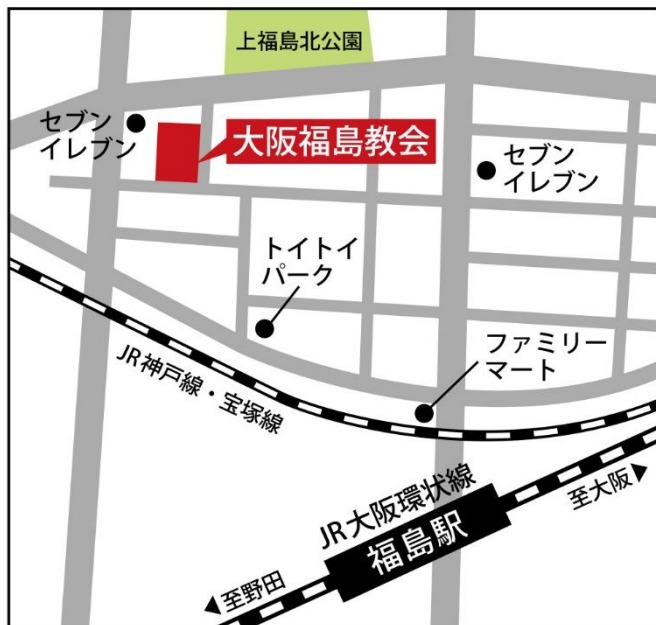 上福島北公園
セブン
イレブン
大阪福島教会
セブン
イレブン
トイトイ
パーク
ファミリー
マート
JR神戸線・宝塚線
JR大阪環状線
福島駅
至大阪
至野田